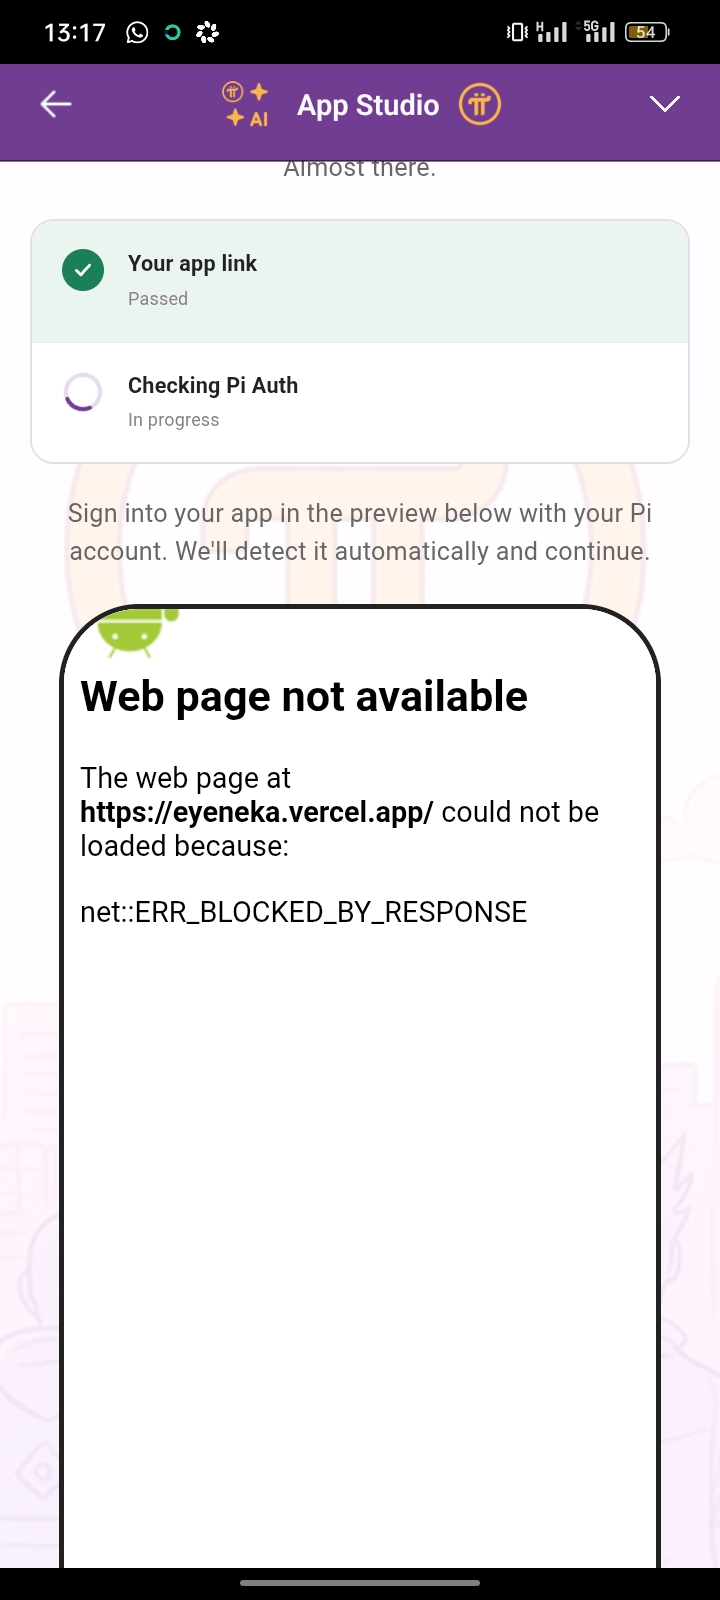 13:17 H 5G 54
AI App Studio
Almost there.
Your app link
Passed
Checking Pi Auth
In progress
Sign into your app in the preview below with your Pi
account. We'll detect it automatically and continue.
Web page not available
The web page at
https://eyeneka.vercel.app/ could not be
loaded because:
net::ERR_BLOCKED_BY_RESPONSE